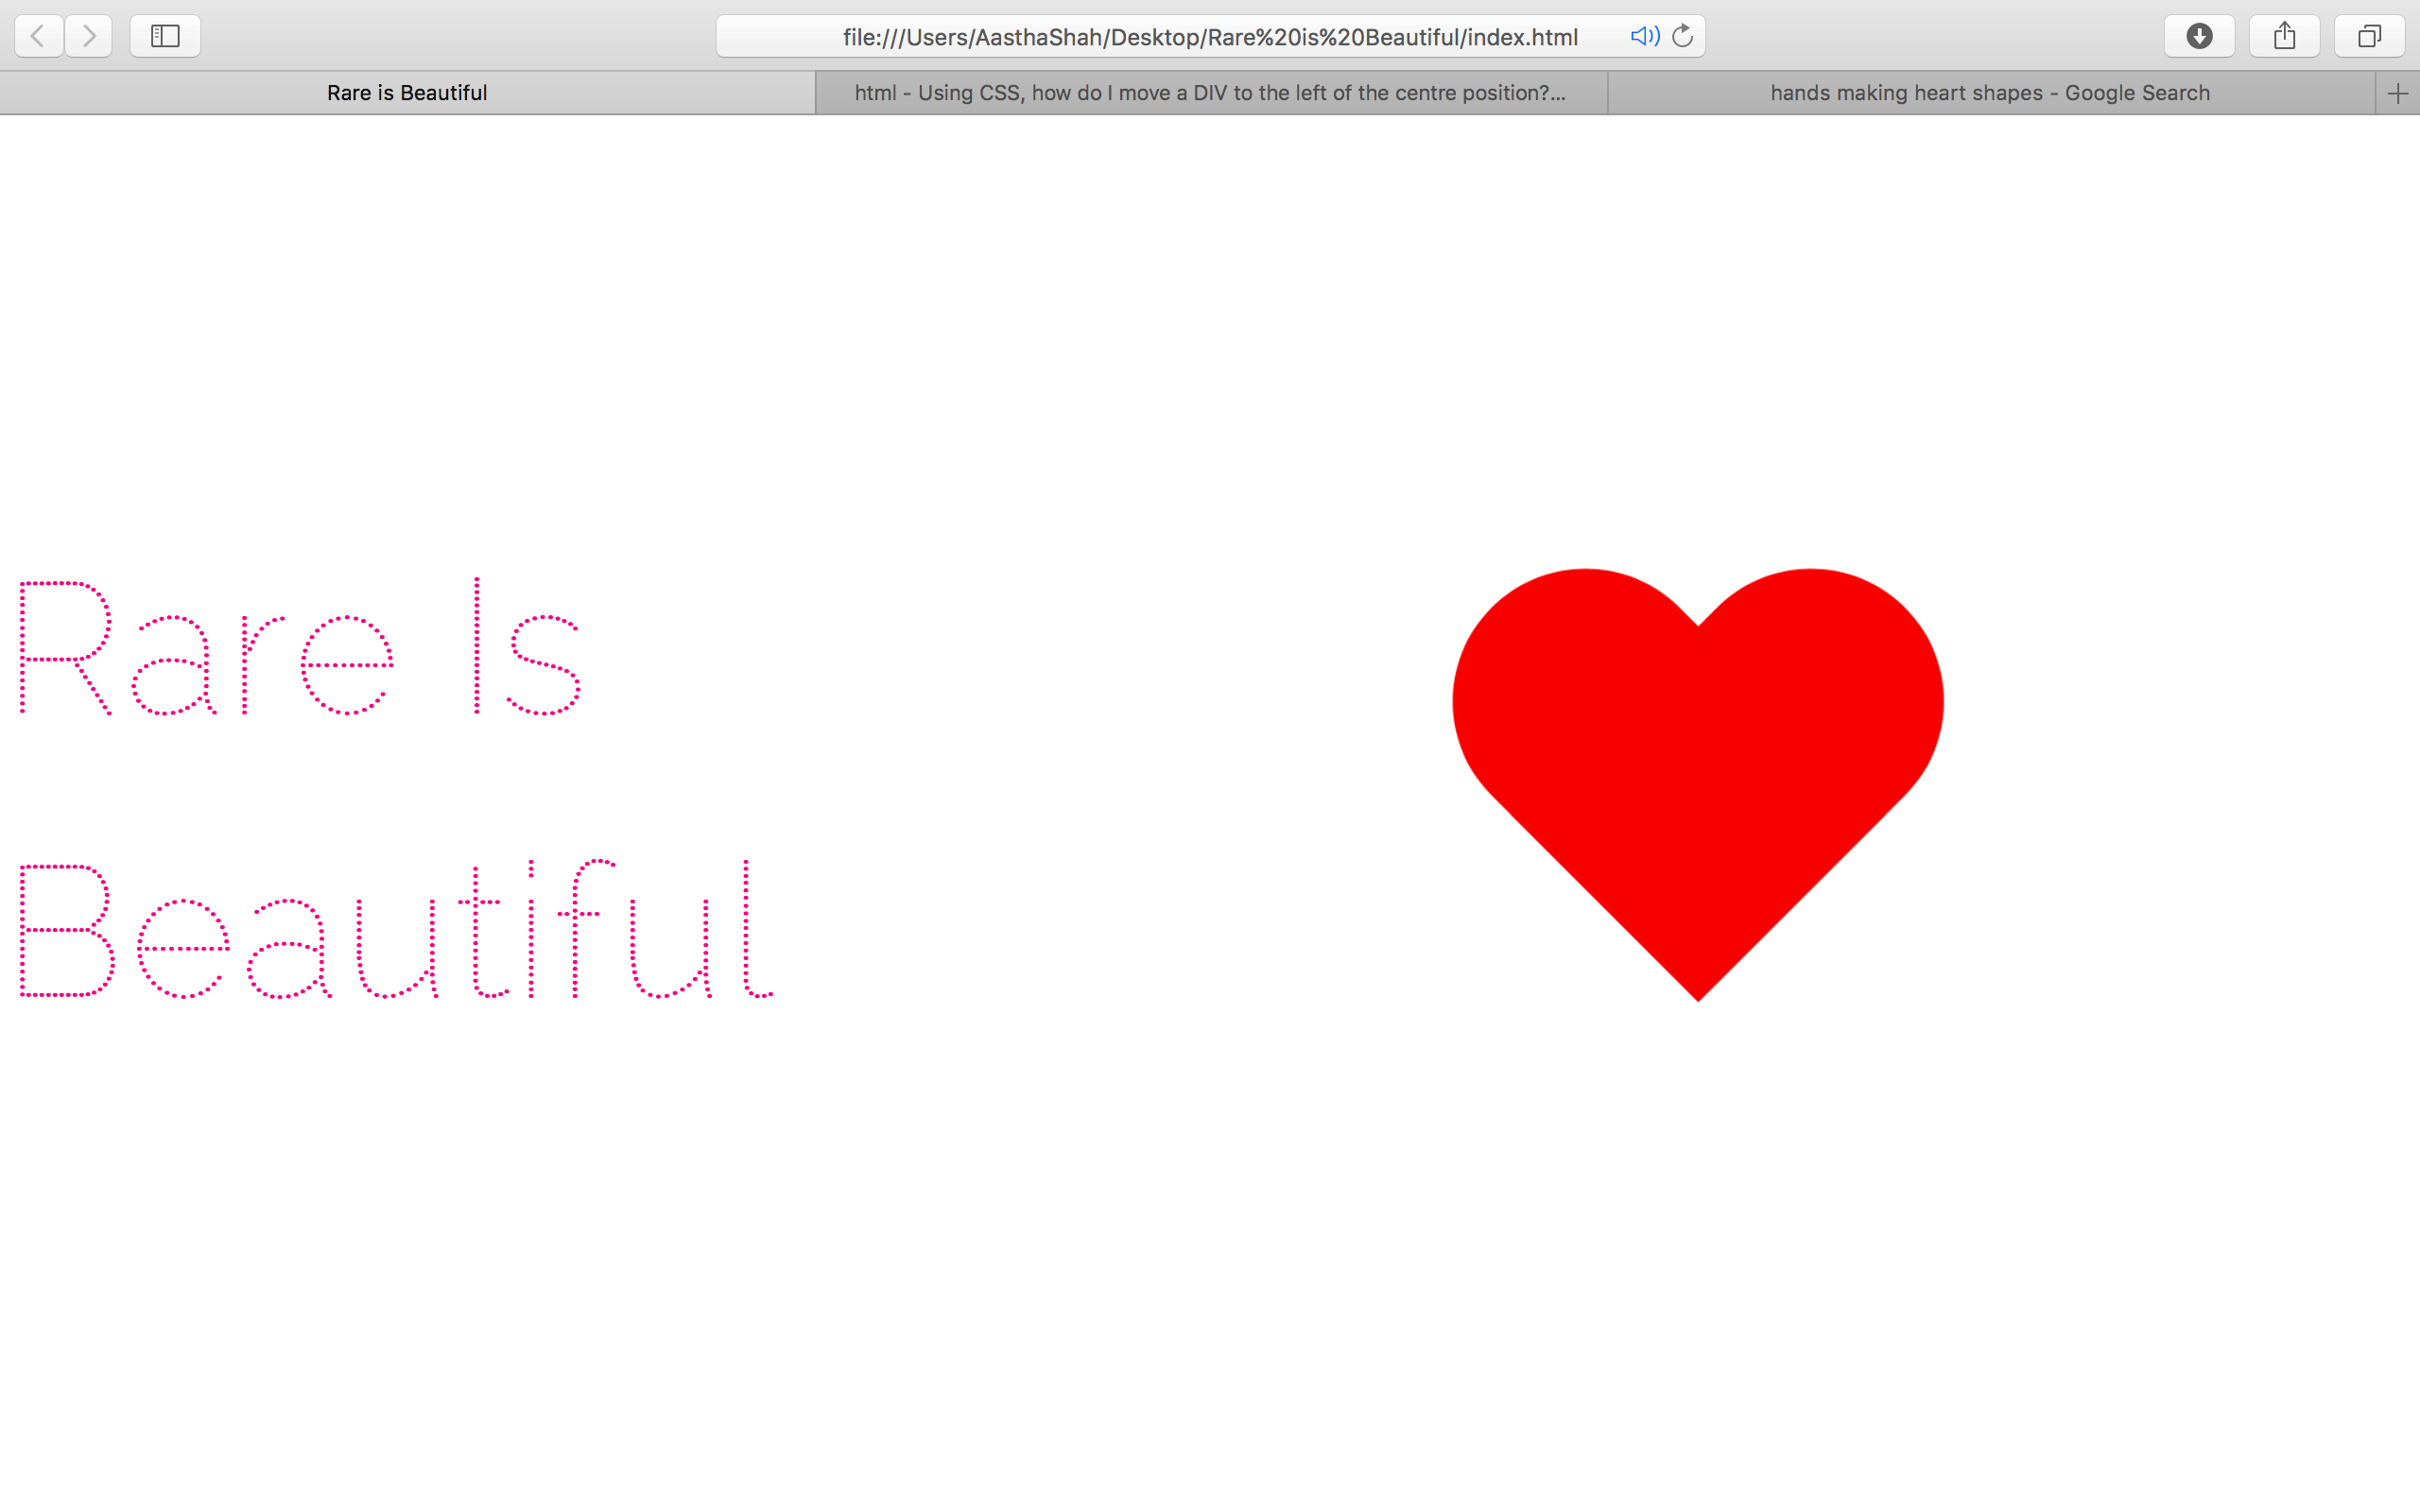 file:///Users/AasthaShah/Desktop/Rare%20is%20Beautiful/index.html
Rare is Beautiful
html - Using CSS, how do I move a DIV to the left of the centre position?...
hands making heart shapes - Google Search
Rare Is
Beautiful